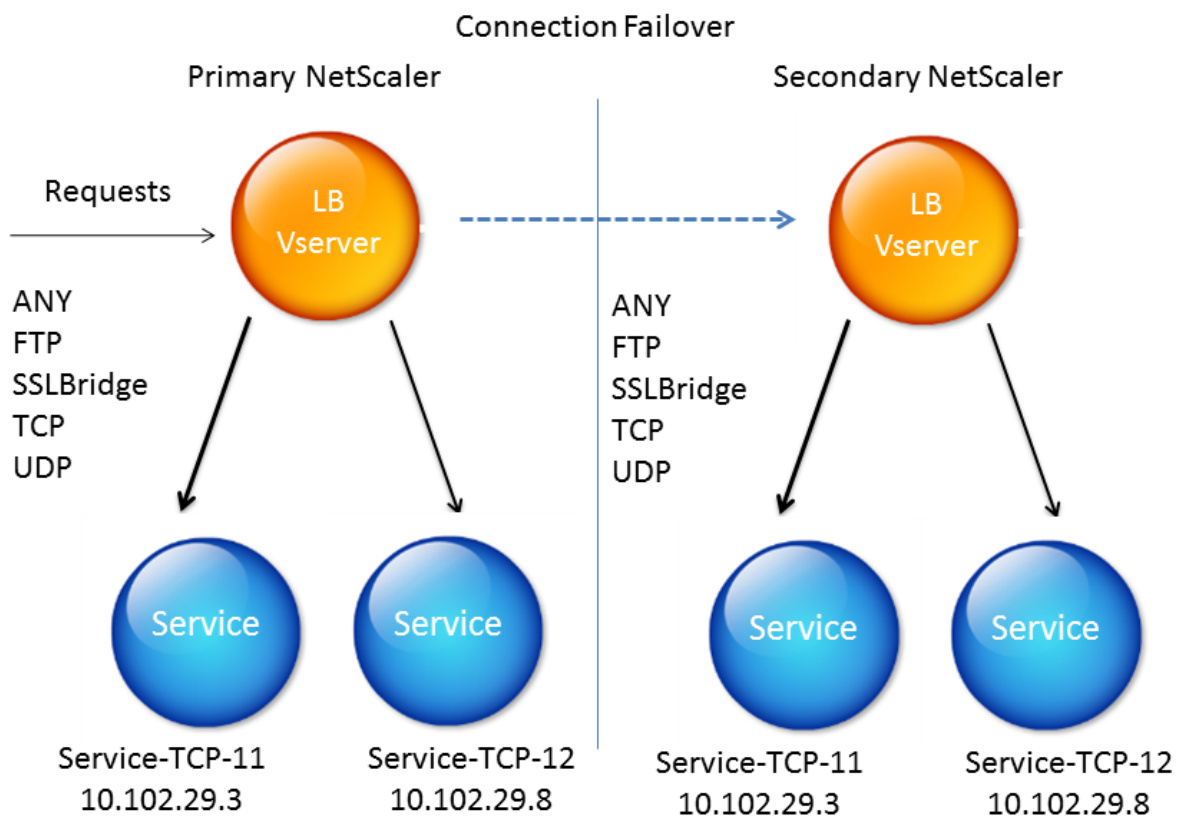 Connection Failover
Primary NetScaler
Secondary NetScaler
Requests
LB
Vserver
LB
Vserver
ANY
FTP
SSLBridge
TCP
UDP
ANY
FTP
SSLBridge
TCP
UDP
Service
Service
Service
Service
Service-TCP-11
10.102.29.3
Service-TCP-12
10.102.29.8
Service-TCP-11
10.102.29.3
Service-TCP-12
10.102.29.8